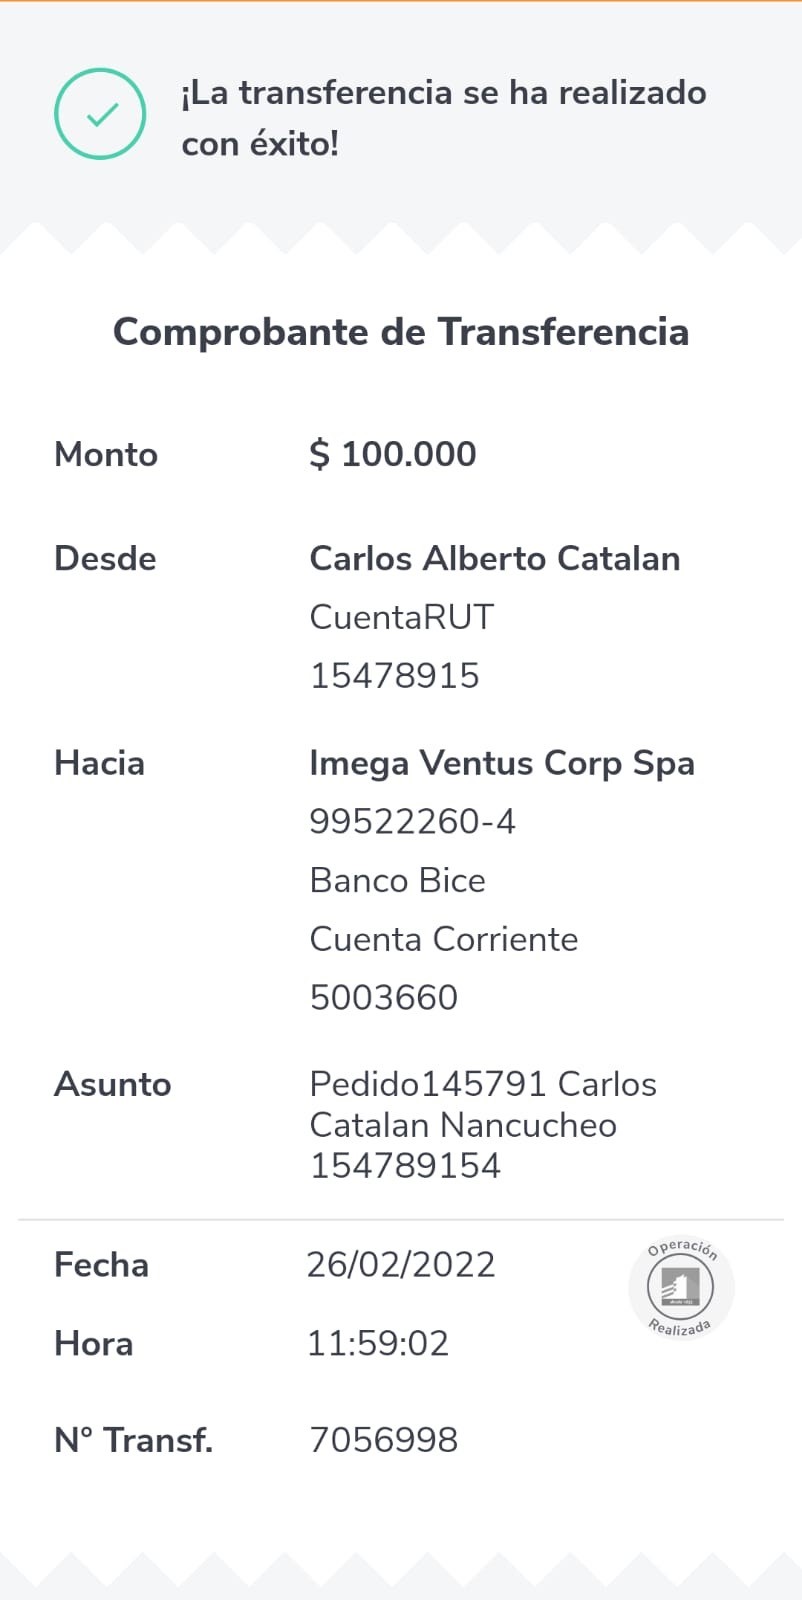 ¡La transferencia se ha realizado
con éxito!
Comprobante de Transferencia
Monto $ 100.000
Desde Carlos Alberto Catalan
CuentaRUT
15478915
Hacia Imega Ventus Corp Spa
99522260-4
Banco Bice
Cuenta Corriente
5003660
Asunto Pedido145791 Carlos
Catalan Nancucheo
154789154
Fecha 26/02/2022
Operación
Realizada
Hora 11:59:02
Nº Transf. 7056998